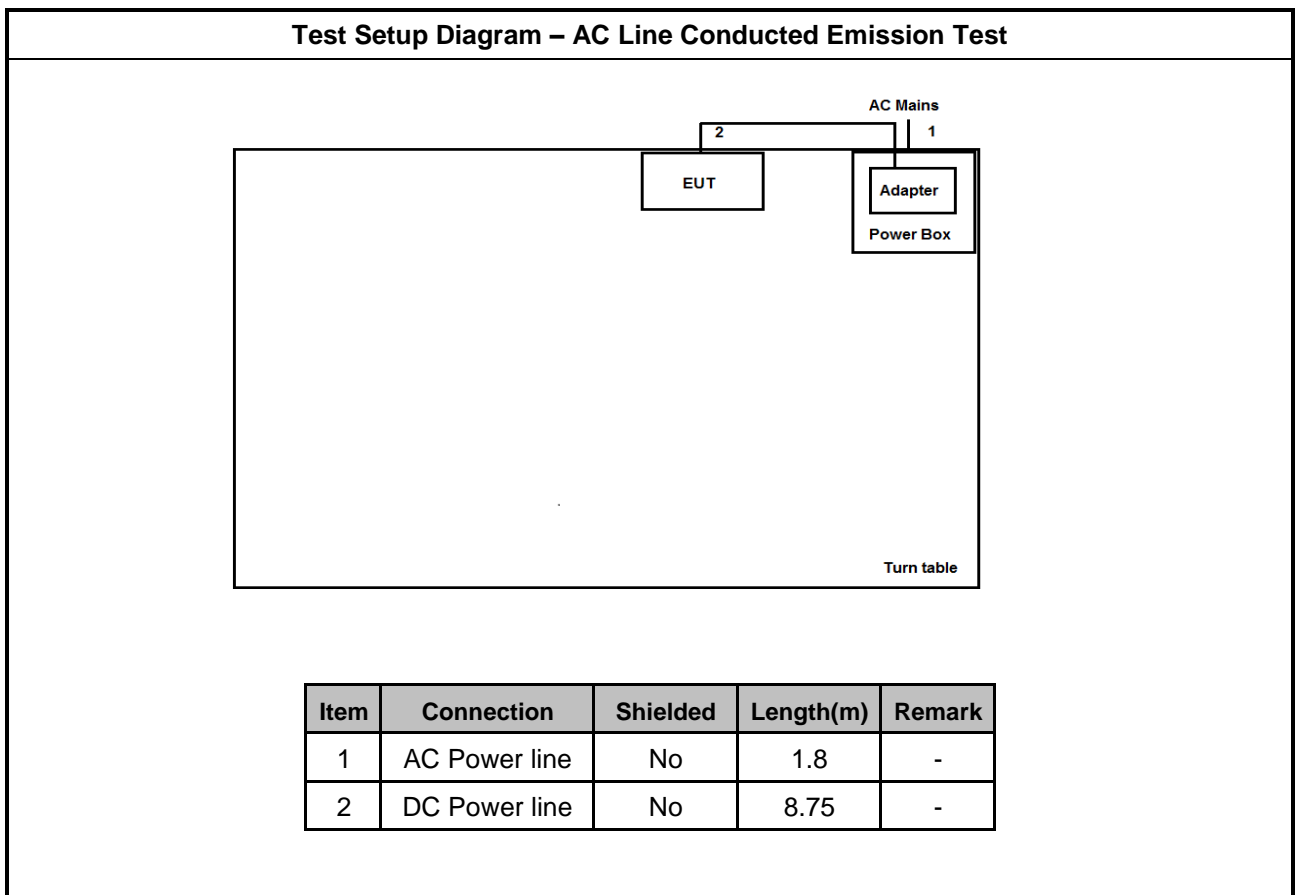 Test Setup Diagram – AC Line Conducted Emission Test
AC Mains
2
1
EUT
Adapter
Power Box
Turn table
Item Connection Shielded Length(m) Remark
1 AC Power line No 1.8 -
2 DC Power line No 8.75 -